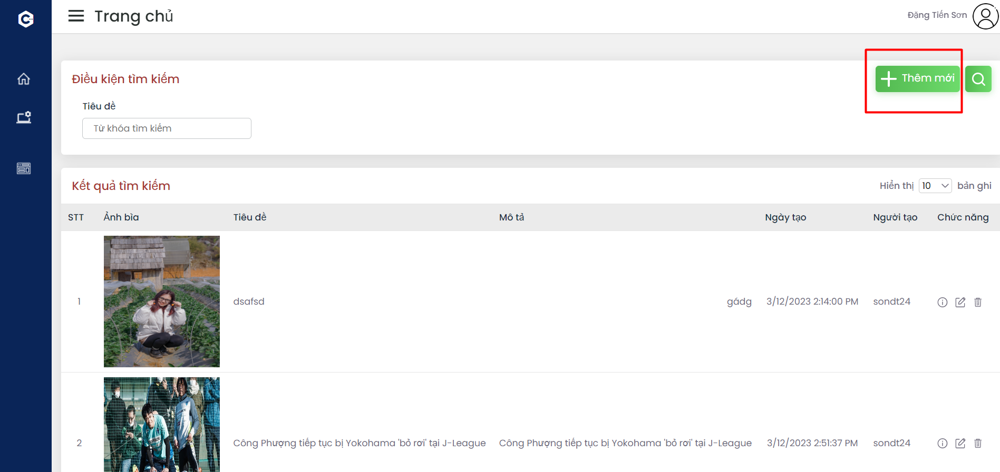 Trang chủ
Đặng Tiến Sơn
Điều kiện tìm kiếm
Thêm mới
Tiêu đề
Từ khóa tìm kiếm
Kết quả tìm kiếm
Hiển thị 10 bản ghi
STT Ảnh bìa Tiêu đề Mô tả Ngày tạo Người tạo Chức năng
1 dsafsd gádg 3/12/2023 2:14:00 PM sondt24
2 Công Phượng tiếp tục bị Yokohama 'bỏ rơi' tại J-League Công Phượng tiếp tục bị Yokohama 'bỏ rơi' tại J-League 3/12/2023 2:51:37 PM sondt24